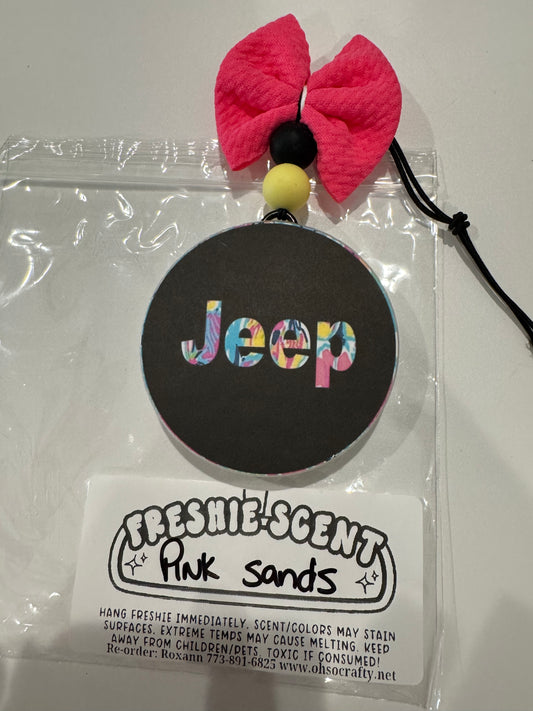 Jeep
FRESHIE-SCENT
Pink Sands
HANG FRESHIE IMMEDIATELY. SCENT/COLORS MAY STAIN
SURFACES. EXTREME TEMPS MAY CAUSE MELTING. KEEP
AWAY FROM CHILDREN/PETS. TOXIC IF CONSUMED!
Re-order: Roxann 773-891-6825 www.ohsocrafty.net